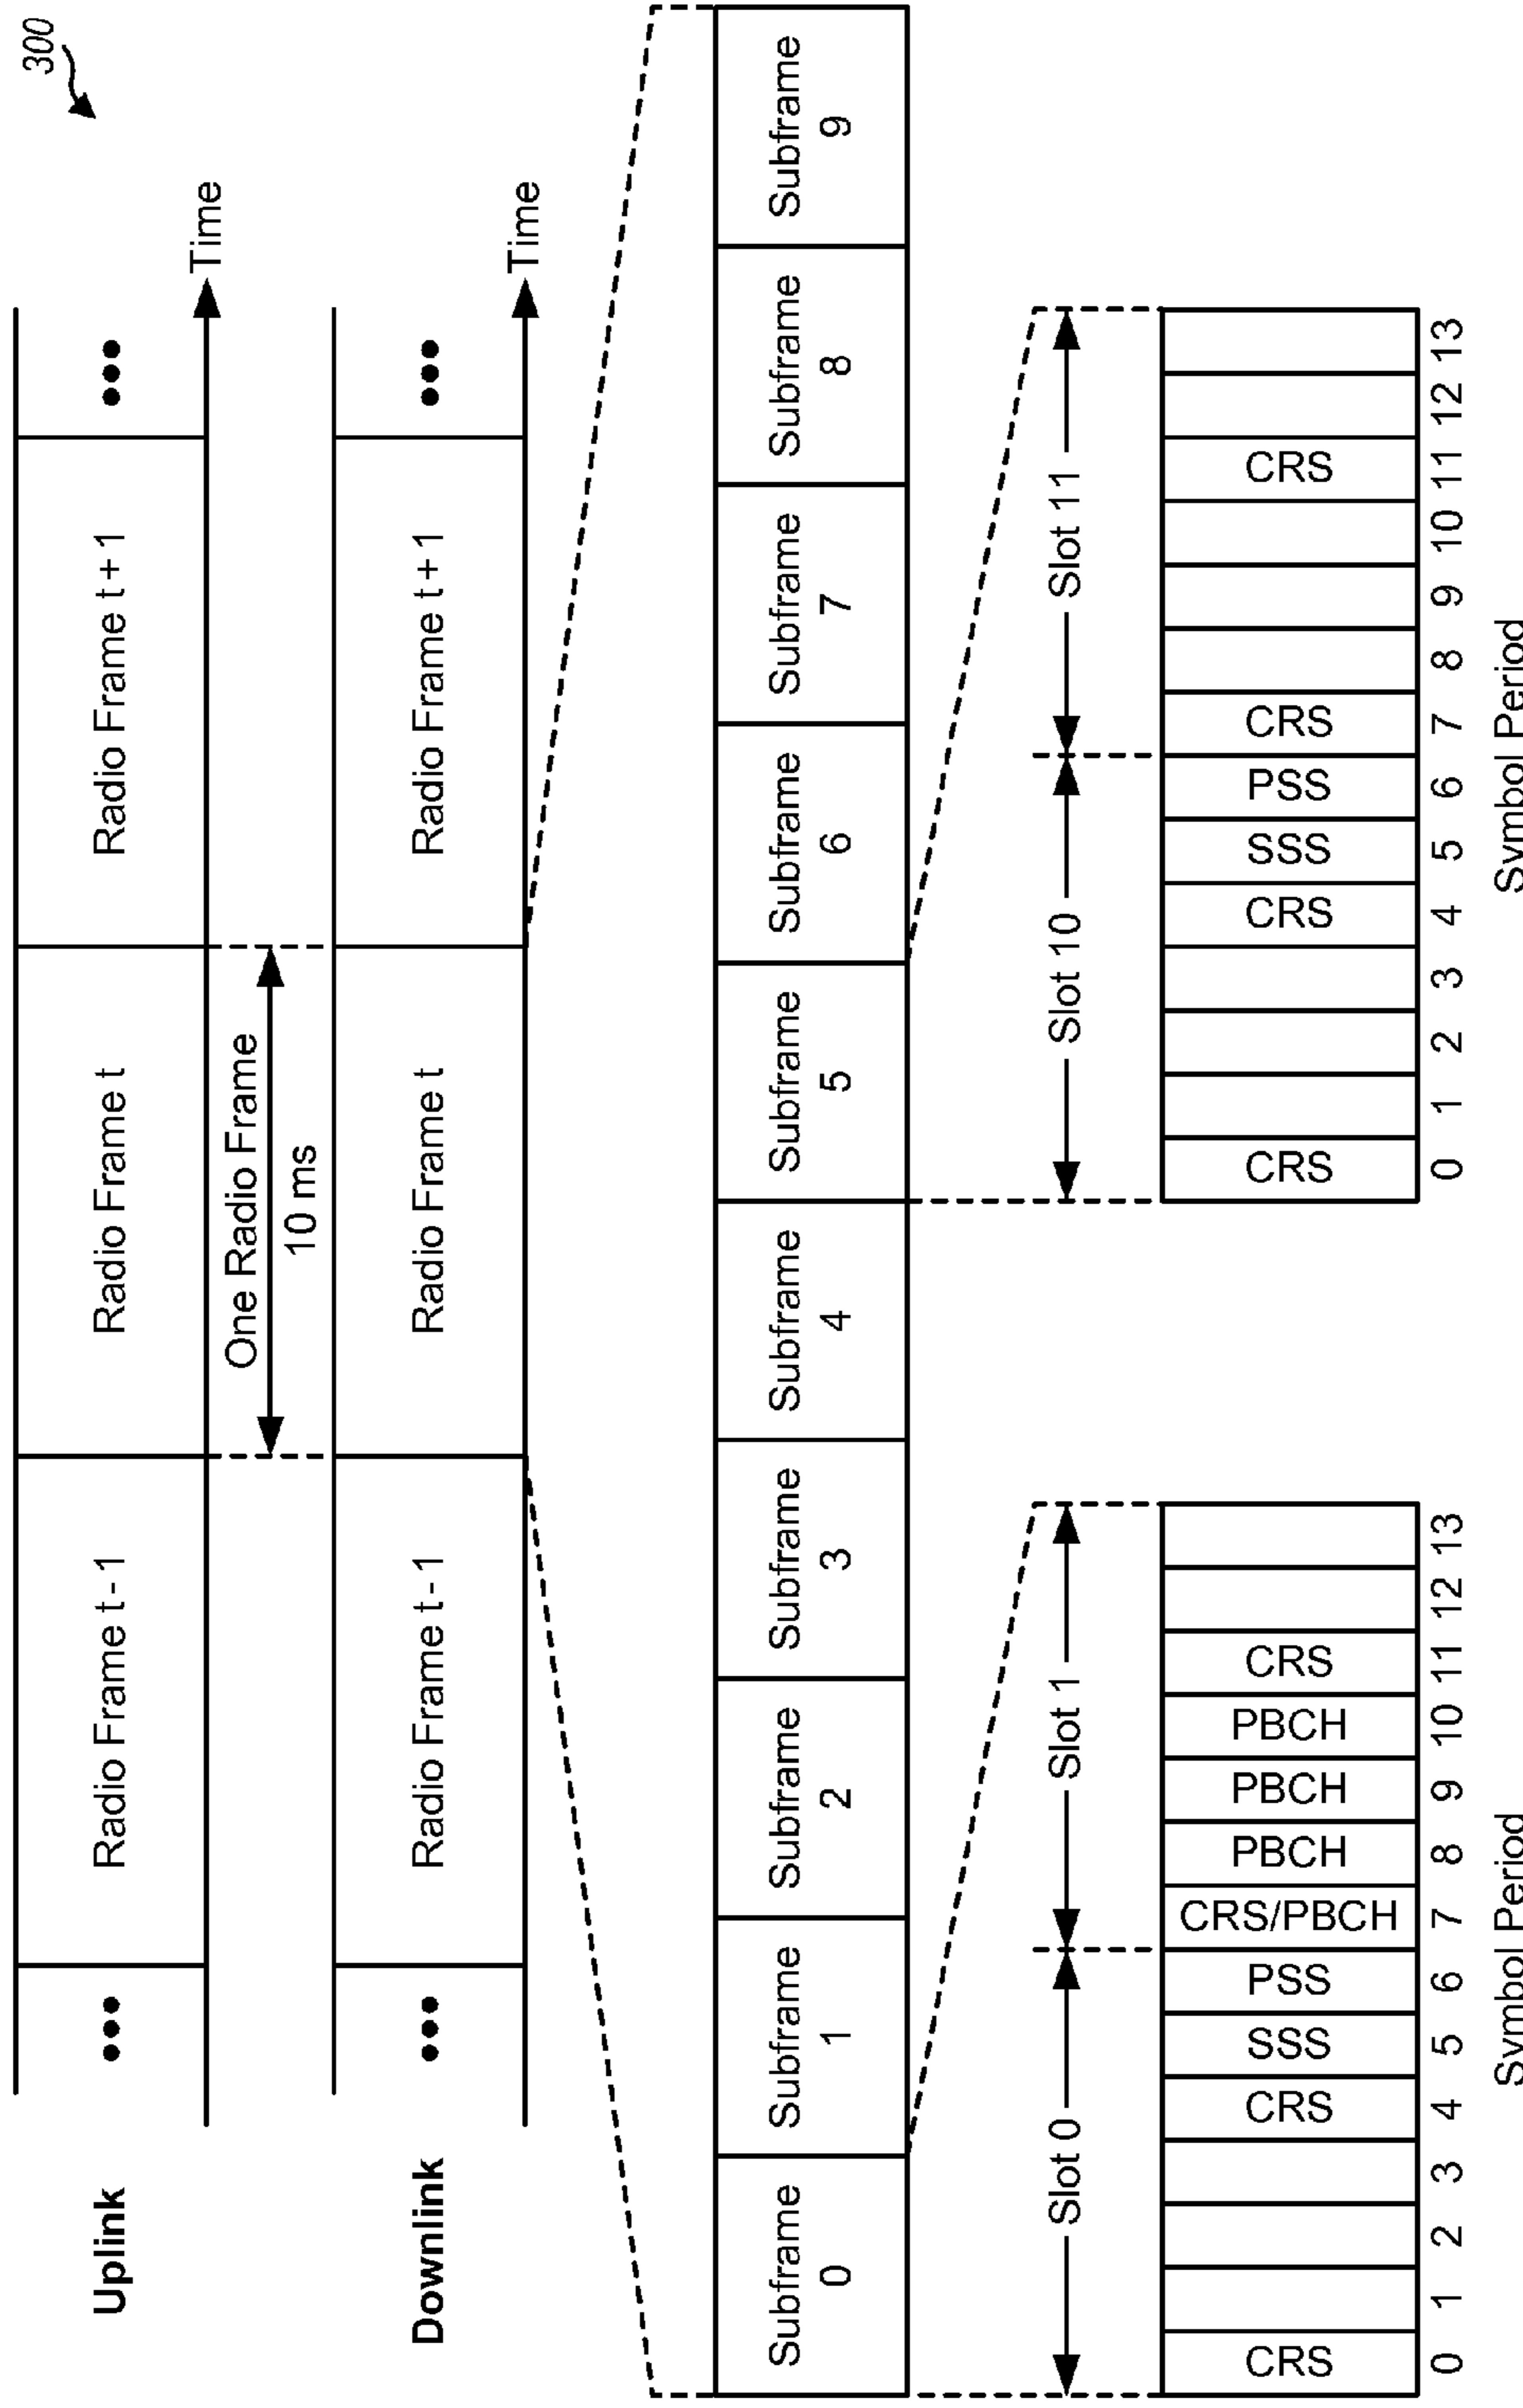 300
Uplink
Radio Frame t - 1
Radio Frame t
Radio Frame t + 1
Time
One Radio Frame
10 ms
Downlink
Radio Frame t - 1
Radio Frame t
Radio Frame t + 1
Time
Subframe 0
Subframe 1
Subframe 2
Subframe 3
Subframe 4
Subframe 5
Subframe 6
Subframe 7
Subframe 8
Subframe 9
Slot 0
Slot 1
CRS
CRS
SSS
PSS
CRS/PBCH
PBCH
PBCH
PBCH
CRS
0 1 2 3 4 5 6 7 8 9 10 11 12 13
Symbol Period
Slot 10
Slot 11
CRS
CRS
SSS
PSS
CRS
CRS
0 1 2 3 4 5 6 7 8 9 10 11 12 13
Symbol Period